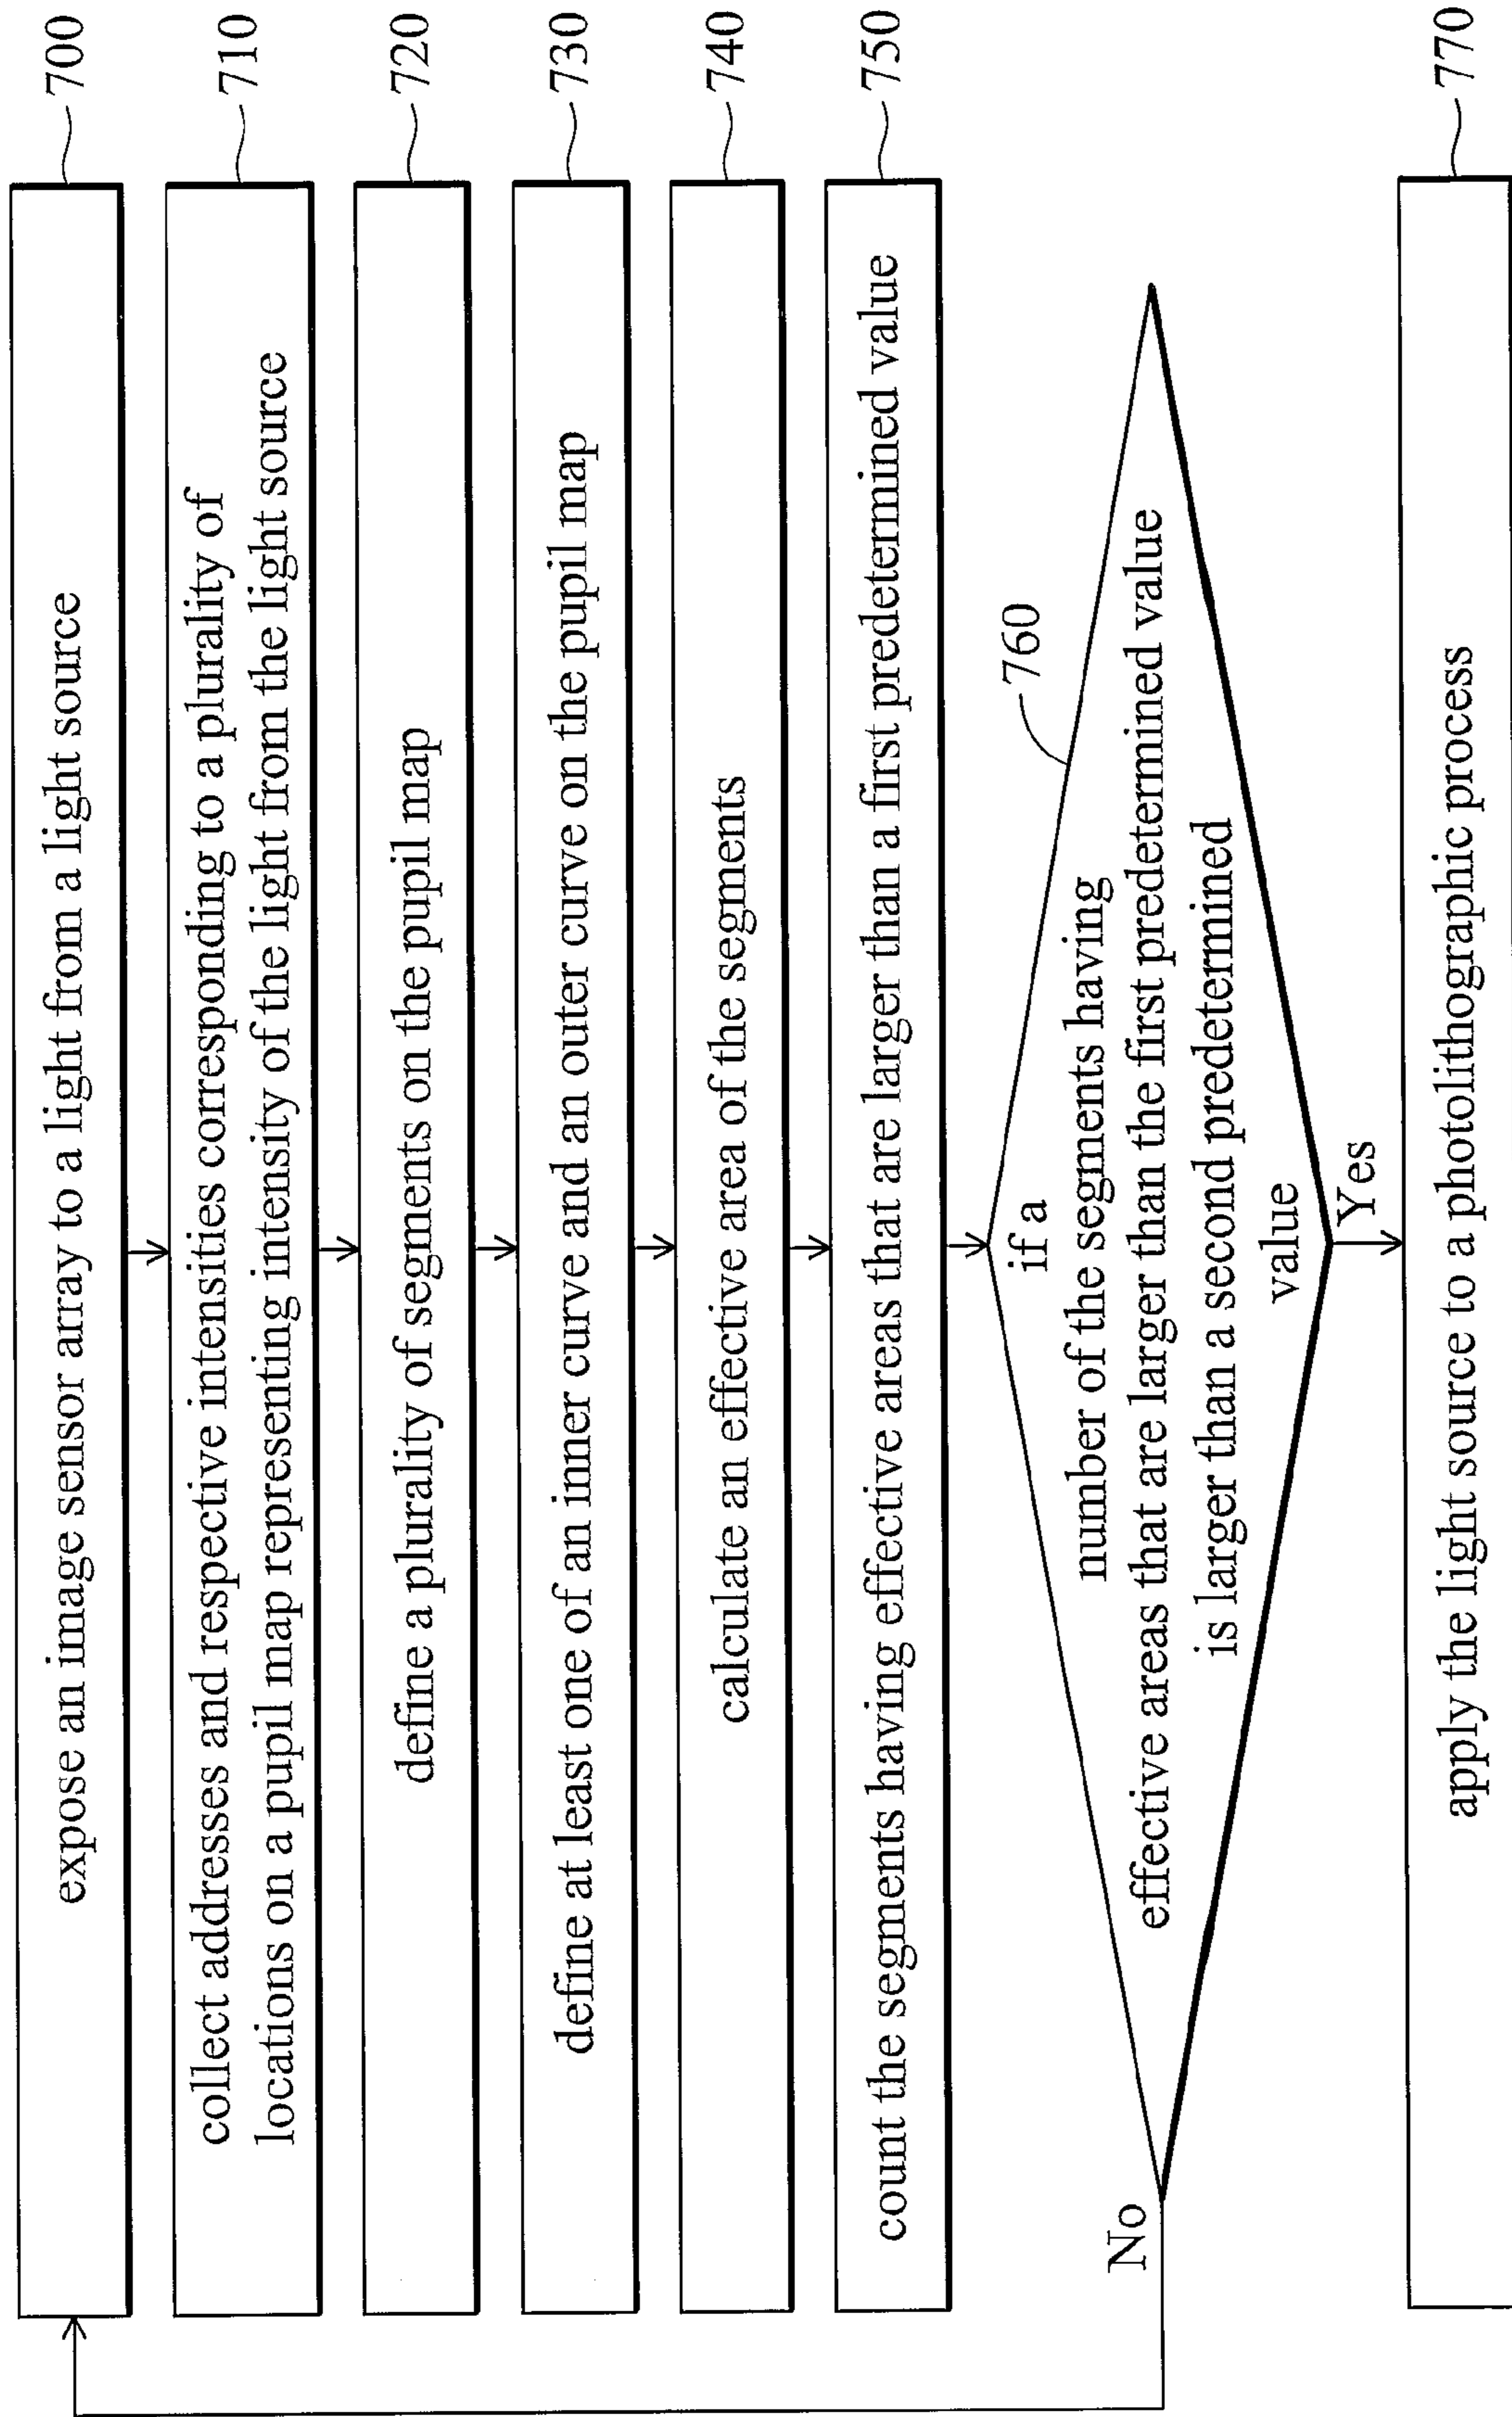 expose an image sensor array to a light from a light source
700
collect addresses and respective intensities corresponding to a plurality of
locations on a pupil map representing intensity of the light from the light source
710
define a plurality of segments on the pupil map
720
define at least one of an inner curve and an outer curve on the pupil map
730
calculate an effective area of the segments
740
count the segments having effective areas that are larger than a first predetermined value
750
if a
number of the segments having
effective areas that are larger than the first predetermined value
is larger than a second predetermined
value
760
No
Yes
apply the light source to a photolithographic process
770